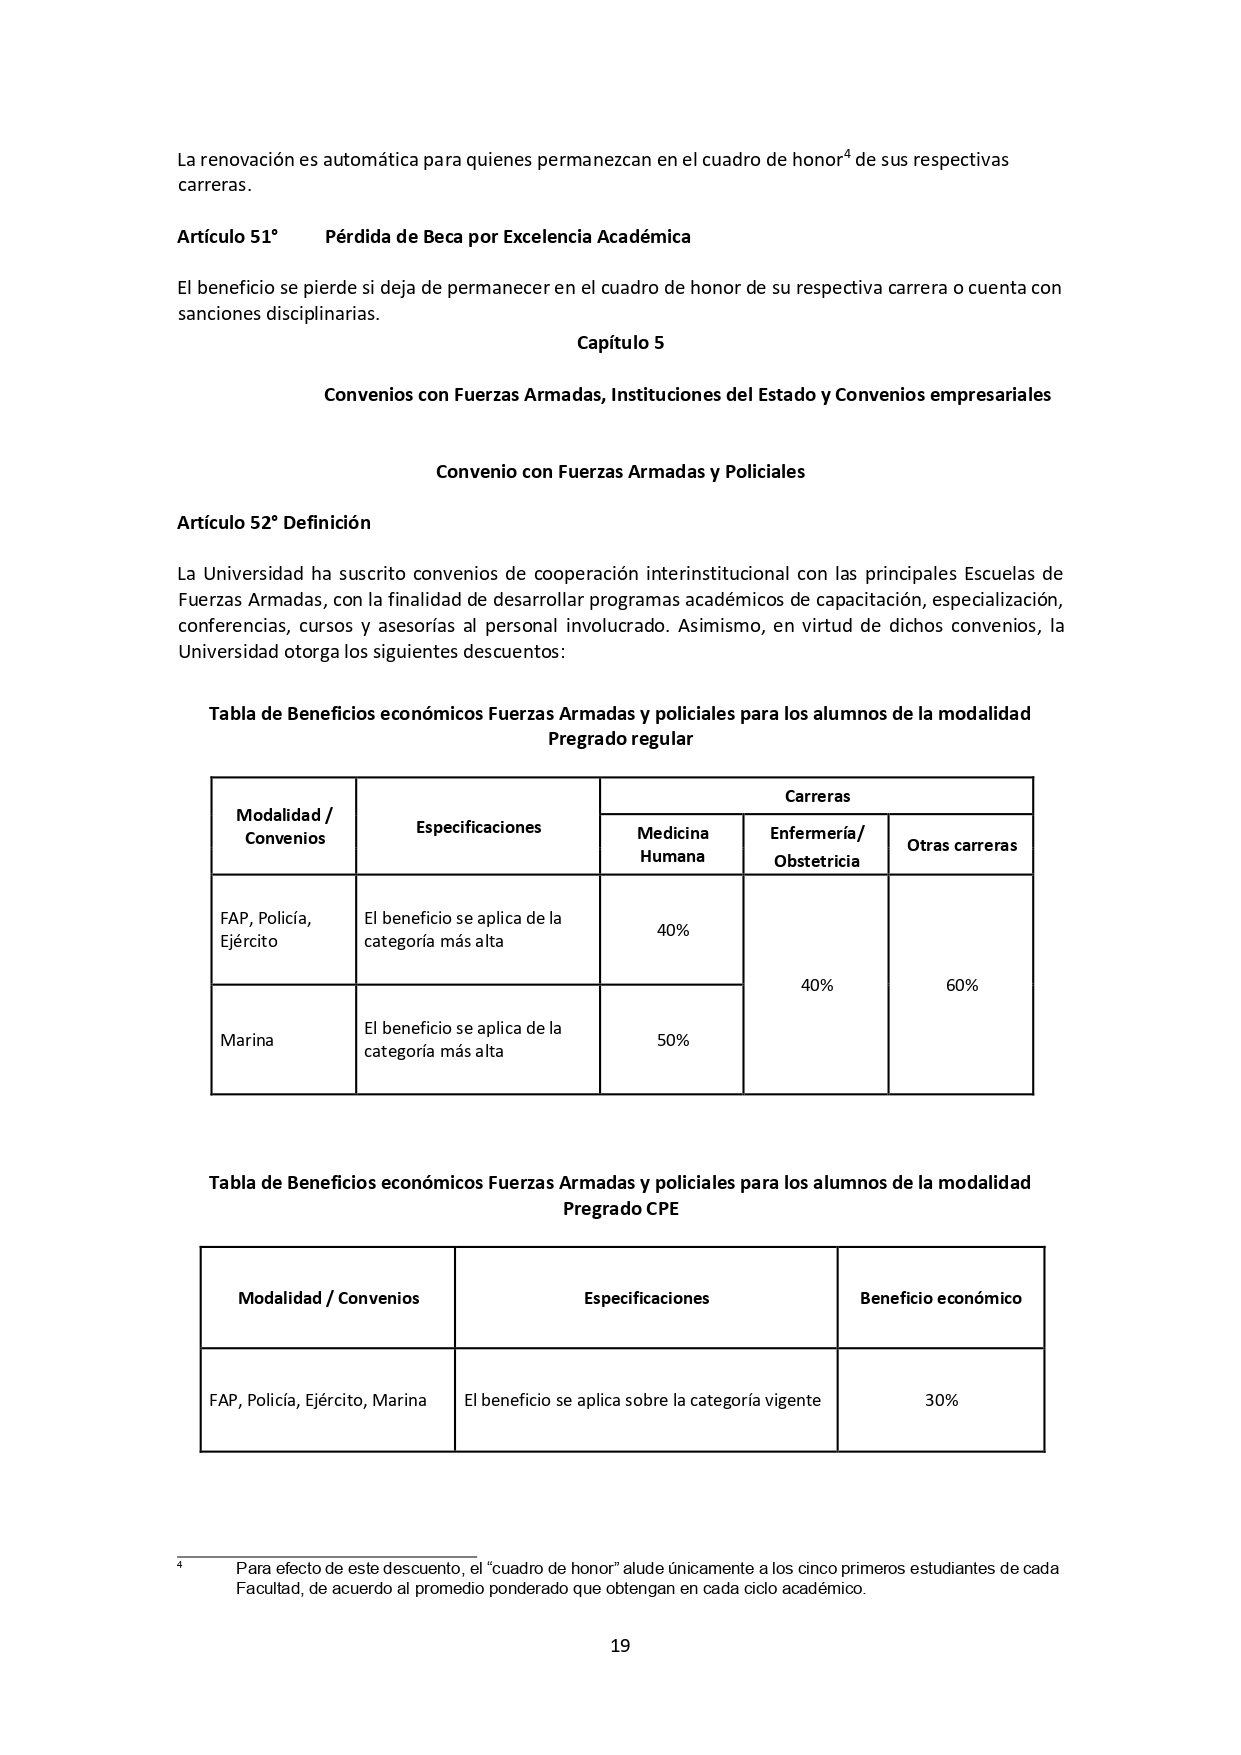 La renovación es automática para quienes permanezcan en el cuadro de honor4 de sus respectivas
carreras.
Artículo 51° Pérdida de Beca por Excelencia Académica
El beneficio se pierde si deja de permanecer en el cuadro de honor de su respectiva carrera o cuenta con
sanciones disciplinarias.
Capítulo 5
Convenios con Fuerzas Armadas, Instituciones del Estado y Convenios empresariales
Convenio con Fuerzas Armadas y Policiales
Artículo 52° Definición
La Universidad ha suscrito convenios de cooperación interinstitucional con las principales Escuelas de
Fuerzas Armadas, con la finalidad de desarrollar programas académicos de capacitación, especialización,
conferencias, cursos y asesorías al personal involucrado. Asimismo, en virtud de dichos convenios, la
Universidad otorga los siguientes descuentos:
Tabla de Beneficios económicos Fuerzas Armadas y policiales para los alumnos de la modalidad
Pregrado regular
Modalidad /
Convenios
Especificaciones
Carreras
Medicina
Humana
Enfermería/
Obstetricia
Otras carreras
FAP, Policía,
Ejército
El beneficio se aplica de la
categoría más alta
40%
40%
60%
Marina
El beneficio se aplica de la
categoría más alta
50%
Tabla de Beneficios económicos Fuerzas Armadas y policiales para los alumnos de la modalidad
Pregrado CPE
Modalidad / Convenios
Especificaciones
Beneficio económico
FAP, Policía, Ejército, Marina
El beneficio se aplica sobre la categoría vigente
30%
4 Para efecto de este descuento, el “cuadro de honor” alude únicamente a los cinco primeros estudiantes de cada
Facultad, de acuerdo al promedio ponderado que obtengan en cada ciclo académico.
19